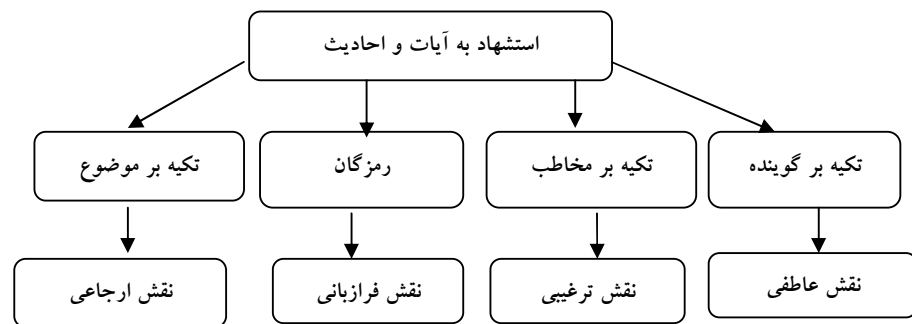 استشهاد به آیات و احادیث
تکیه بر گوینده
تکیه بر مخاطب
رمزگان
تکیه بر موضوع
نقش عاطفی
نقش ترغیبی
نقش فرازبانی
نقش ارجاعی